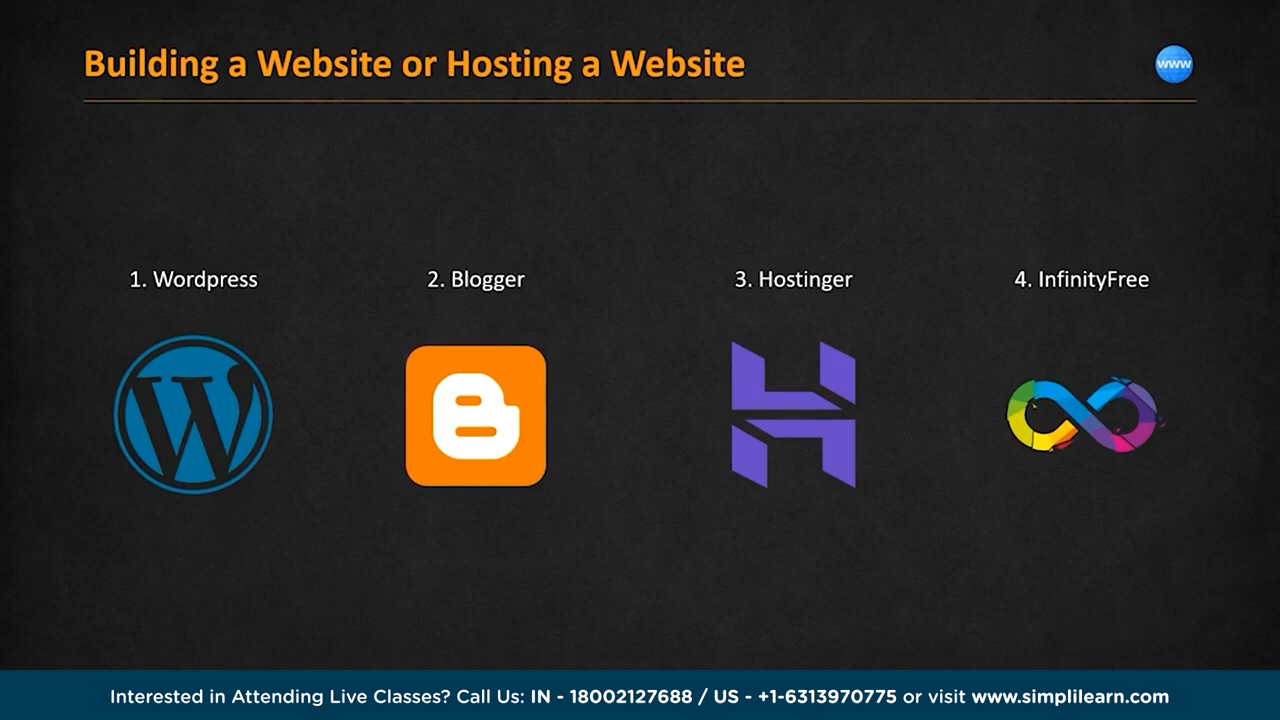 Building a Website or Hosting a Website
www
1. Wordpress
2. Blogger
3. Hostinger
4. InfinityFree
Interested in Attending Live Classes? Call Us: IN - 18002127688 / US - +1-6313970775 or visit www.simplilearn.com